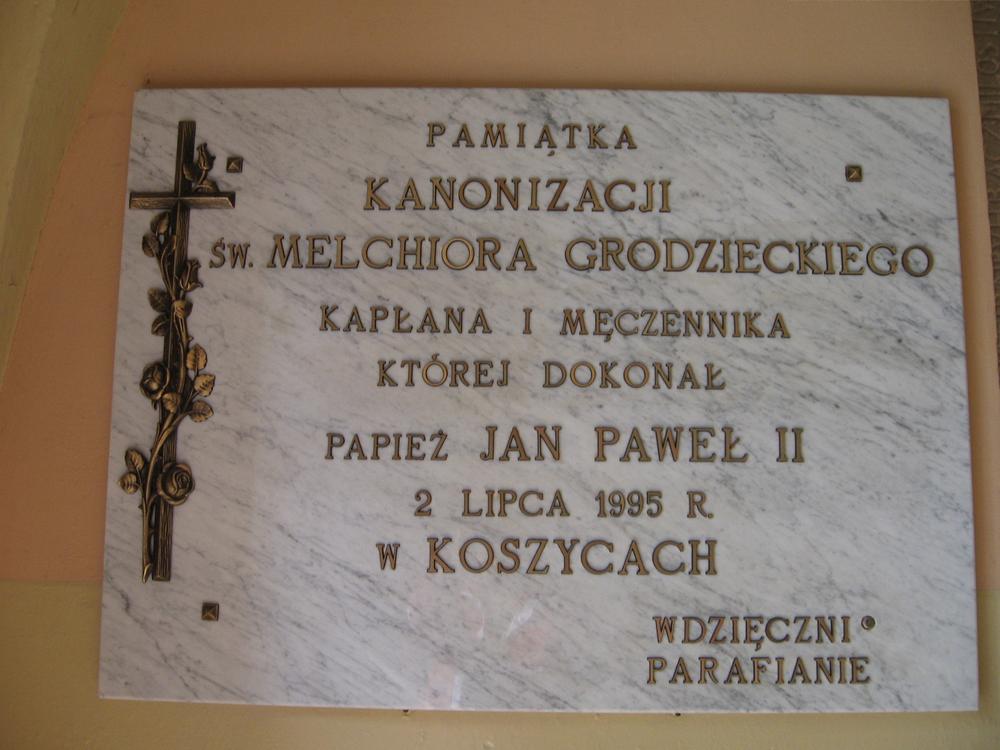 PAMIĄTKA
KANONIZACJI
ŚW. MELCHIORA GRODZIECKIEGO
KAPŁANA I MĘCZENNIKA
KTÓREJ DOKONAŁ
PAPIEŻ JAN PAWEŁ II
2 LIPCA 1995 R.
W KOSZYCACH
WDZIĘCZNI
PARAFIANIE